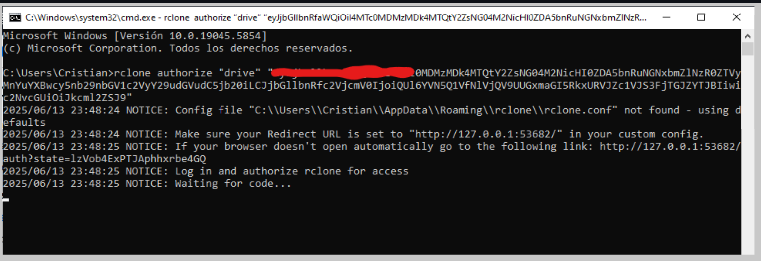 C:\Windows\system32\cmd.exe - rclone authorize "drive" "eyJjbGllbnRfaWQiOiI4MTc0MDMzMDk4MTQtY2ZsNG04M2NicHI0ZDA5bnRuNGNxbmZlNzR...
Microsoft Windows [Versión 10.0.19045.5854]
(c) Microsoft Corporation. Todos los derechos reservados.
C:\Users\Cristian>rclone authorize "drive" "0MDMzMDk4MTQtY2ZsNG04M2NicHI0ZDA5bnRuNGNxbmZlNzR0ZTVy
MnYuYXBwcy5nb29nbGV1c2VyY29udGVudC5jb20iLCJjbGllbnRfc2VjcmV0IjoiQUl6YVN5Q1VfNlVjQV9UUGxmaGI5RkxURVJZc1VJS3FjTGJZYTJBIiwi
c2NvcGUiOiJkcml2ZSJ9"
2025/06/13 23:48:24 NOTICE: Config file "C:\\Users\\Cristian\\AppData\\Roaming\\rclone\\rclone.conf" not found - using d
efaults
2025/06/13 23:48:24 NOTICE: Make sure your Redirect URL is set to "http://127.0.0.1:53682/" in your custom config.
2025/06/13 23:48:25 NOTICE: If your browser doesn't open automatically go to the following link: http://127.0.0.1:53682/
auth?state=lzVob4ExPTJAphhxrbe4GQ
2025/06/13 23:48:25 NOTICE: Log in and authorize rclone for access
2025/06/13 23:48:25 NOTICE: Waiting for code...